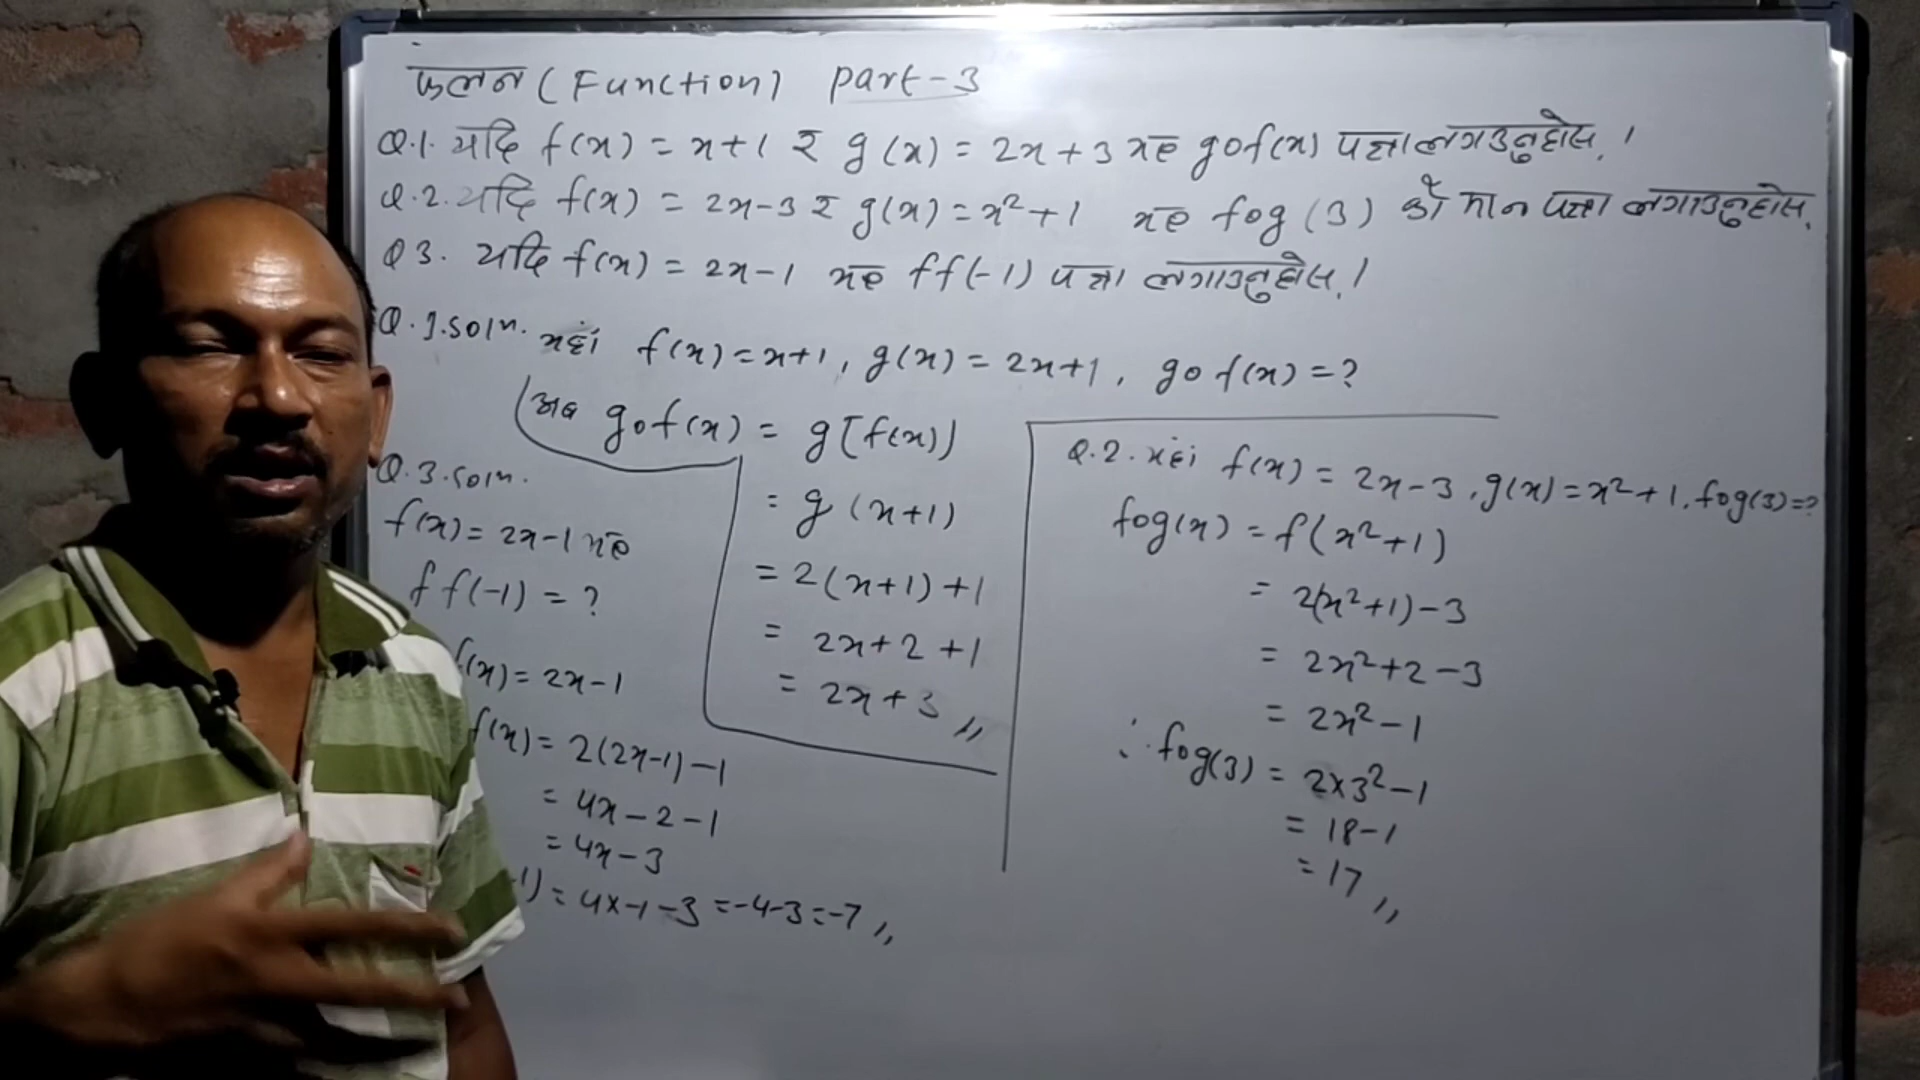 फलन (Function) Part-3
Q.1. यदि f(x) = x+1 र g(x) = 2x+3 भए gof(x) पत्ता लगाउनुहोस् ।
Q.2. यदि f(x) = 2x-3 र g(x) = x²+1 भए fog (3) को मान पत्ता लगाउनुहोस्
Q3. यदि f(x) = 2x-1 भए ff(-1) पत्ता लगाउनुहोस् ।
Q.1.soln. यहाँ f(x) = x+1, g(x) = 2x+1, gof(x) = ?
अब gof(x) = g[f(x)]
= g (x+1)
= 2(x+1)+1
= 2x+2+1
= 2x+3 ,,
Q.3.soln.
f(x) = 2x-1 भए
ff(-1) = ?
f(x) = 2x-1
f(x) = 2(2x-1)-1
= 4x-2-1
= 4x-3
-1) = 4x-1-3 = -4-3 = -7 ,,
Q.2. यहाँ f(x) = 2x-3, g(x) = x²+1, fog(3) = ?
fog(x) = f(x²+1)
= 2(x²+1)-3
= 2x²+2-3
= 2x²-1
∴ fog(3) = 2×3²-1
= 18-1
= 17 ,,